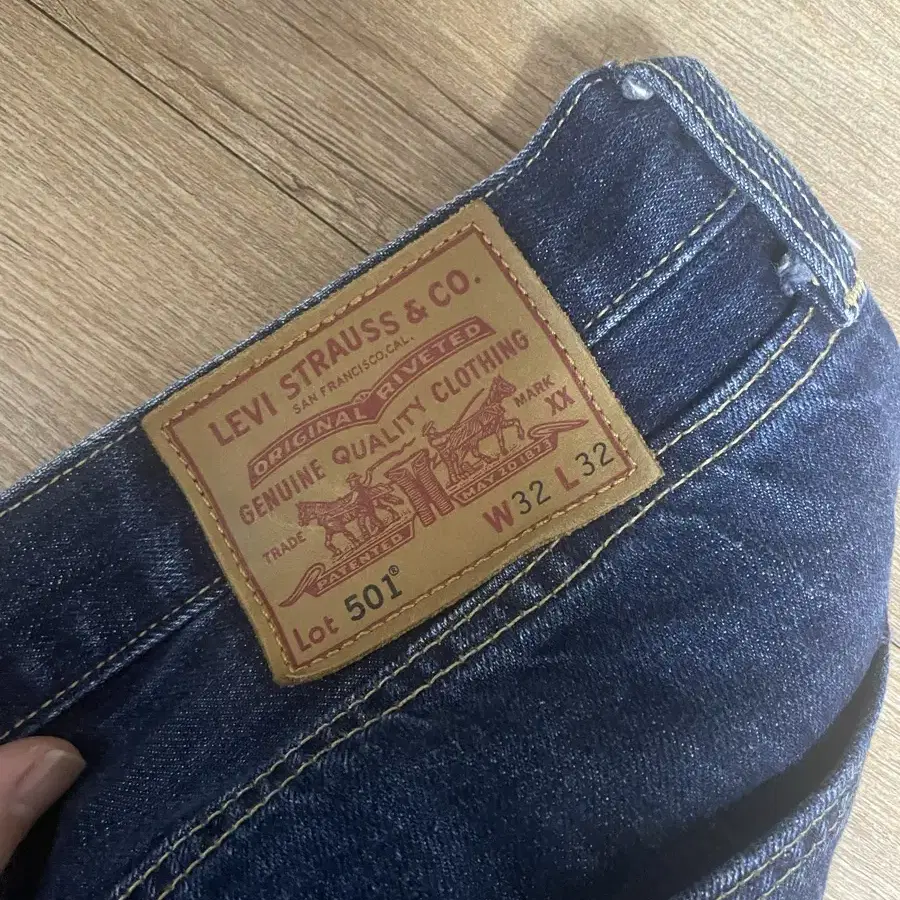 LEVI STRAUSS & CO.
SAN FRANCISCO, CAL.
ORIGINAL RIVETED
GENUINE QUALITY CLOTHING
TRADE MARK
XX
PATENTED MAY 20 187
W32 L32
Lot 501®